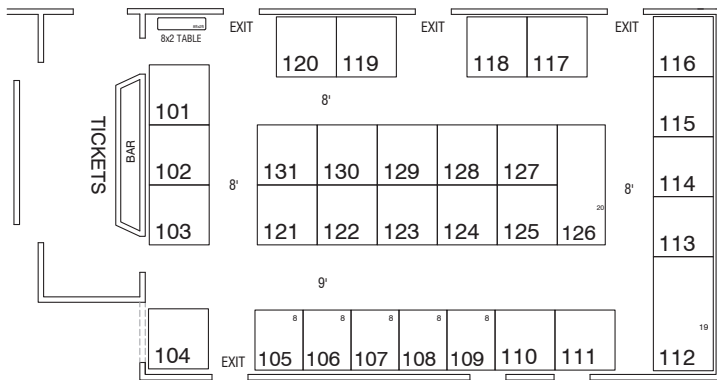 EXIT
EXIT
EXIT
8x2 TABLE
120 119
118 117
116
101
8'
115
TICKETS
BAR
102
131 130 129 128 127
8'
8'
114
20
103
121 122 123 124 125 126
113
9'
8 8 8 8 8
19
104
EXIT
105 106 107 108 109 110 111
112